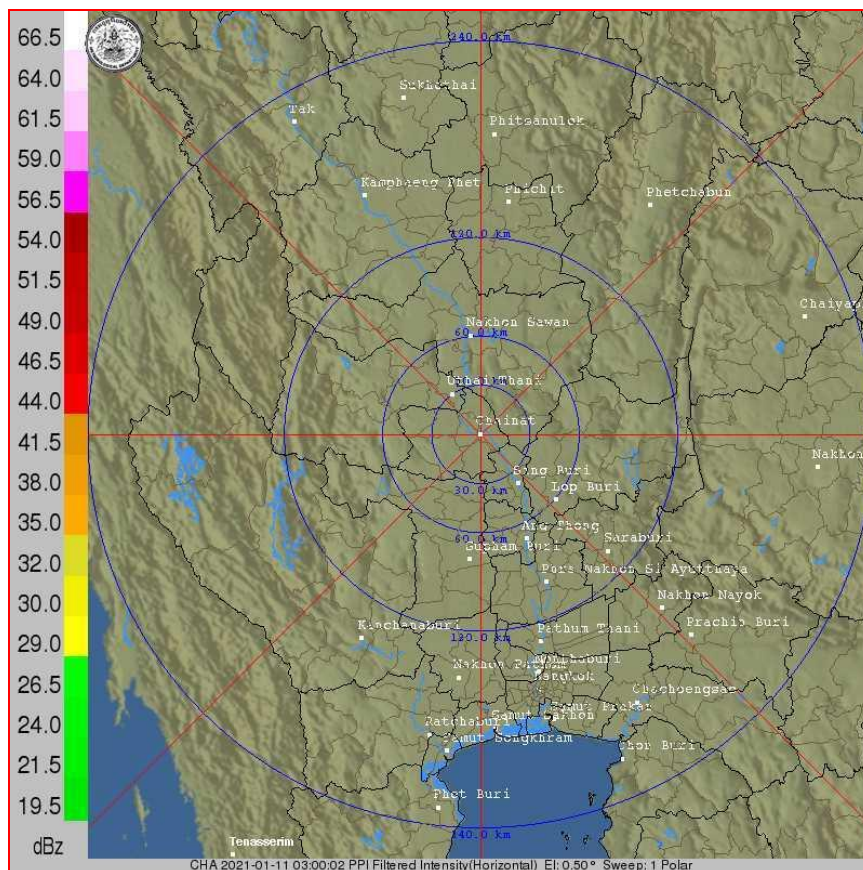 66.5
64.0
61.5
59.0
56.5
54.0
51.5
49.0
46.5
44.0
41.5
38.0
35.0
32.0
30.0
29.0
26.5
24.0
21.5
19.5
dBz
240.0 km
Sukhothai
Tak
Phitsanulok
Kamphaeng Phet
Phichit
Phetchabun
120.0 km
Chaiyap
Nakhon Sawan
60.0 km
Uthai Thani
Chainat
Nakhon
Sing Buri
30.0 km
Lop Buri
Ang Thong
60.0 km
Suphan Buri
Saraburi
Pora Nakhon Si Ayutthaya
Nakhon Nayok
Kanchanaburi
120.0 km
Pathum Thani
Prachin Buri
Nonthaburi
Nakhon Pathom
Bangkok
Chachoengsao
Samut Prakan
Samut Sakhon
Ratchaburi
Samut Songkhram
Chon Buri
Phet Buri
240.0 km
Tenasserim
CHA 2021-01-11 03:00:02 PPI Filtered Intensity(Horizontal) El: 0.50° Sweep: 1 Polar